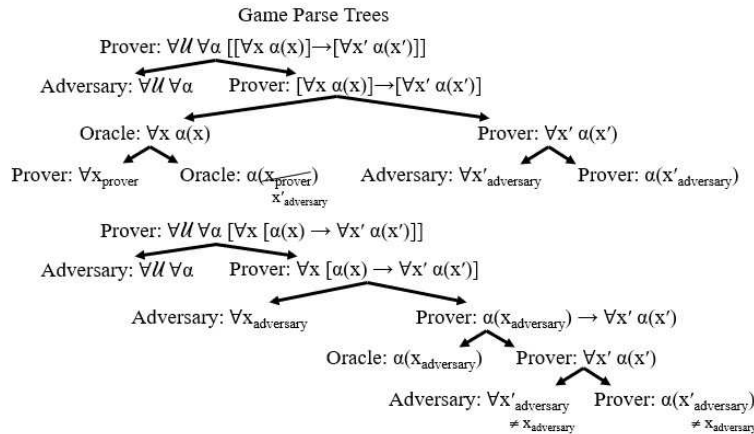 Game Parse Trees
Prover: ∀𝒰 ∀α [[∀x α(x)]→[∀x′ α(x′)]]
Adversary: ∀𝒰 ∀α Prover: [∀x α(x)]→[∀x′ α(x′)]
Oracle: ∀x α(x) Prover: ∀x′ α(x′)
Prover: ∀x_prover Oracle: α(x_prover) Adversary: ∀x′_adversary Prover: α(x′_adversary)
x′_adversary
Prover: ∀𝒰 ∀α [∀x [α(x) → ∀x′ α(x′)]]
Adversary: ∀𝒰 ∀α Prover: ∀x [α(x) → ∀x′ α(x′)]
Adversary: ∀x_adversary Prover: α(x_adversary) → ∀x′ α(x′)
Oracle: α(x_adversary) Prover: ∀x′ α(x′)
Adversary: ∀x′_adversary Prover: α(x′_adversary)
≠ x_adversary ≠ x_adversary